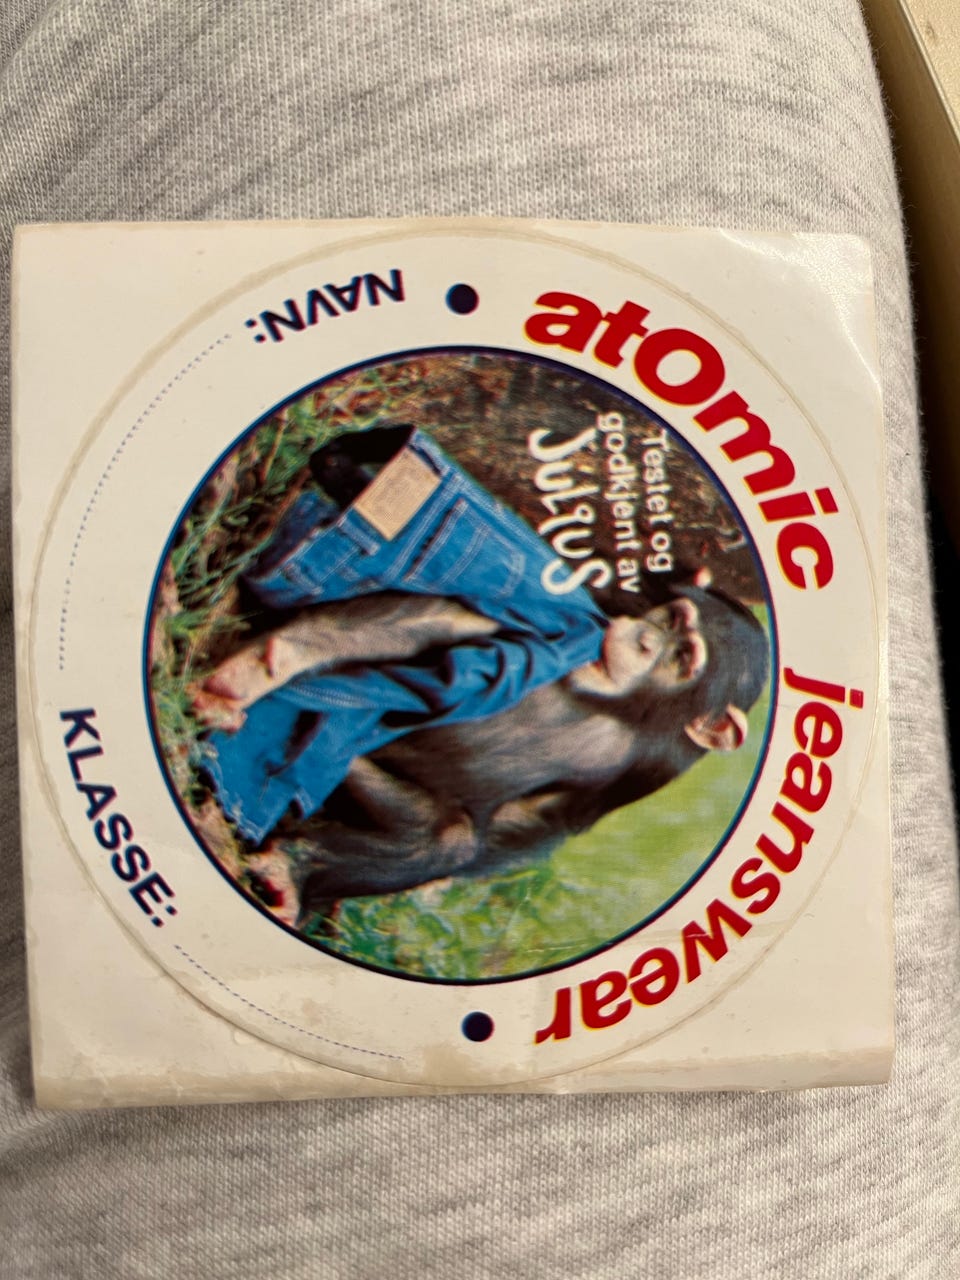 atOmic jeanswear
Testet og
godkjent av
Julius
NAVN:
KLASSE: